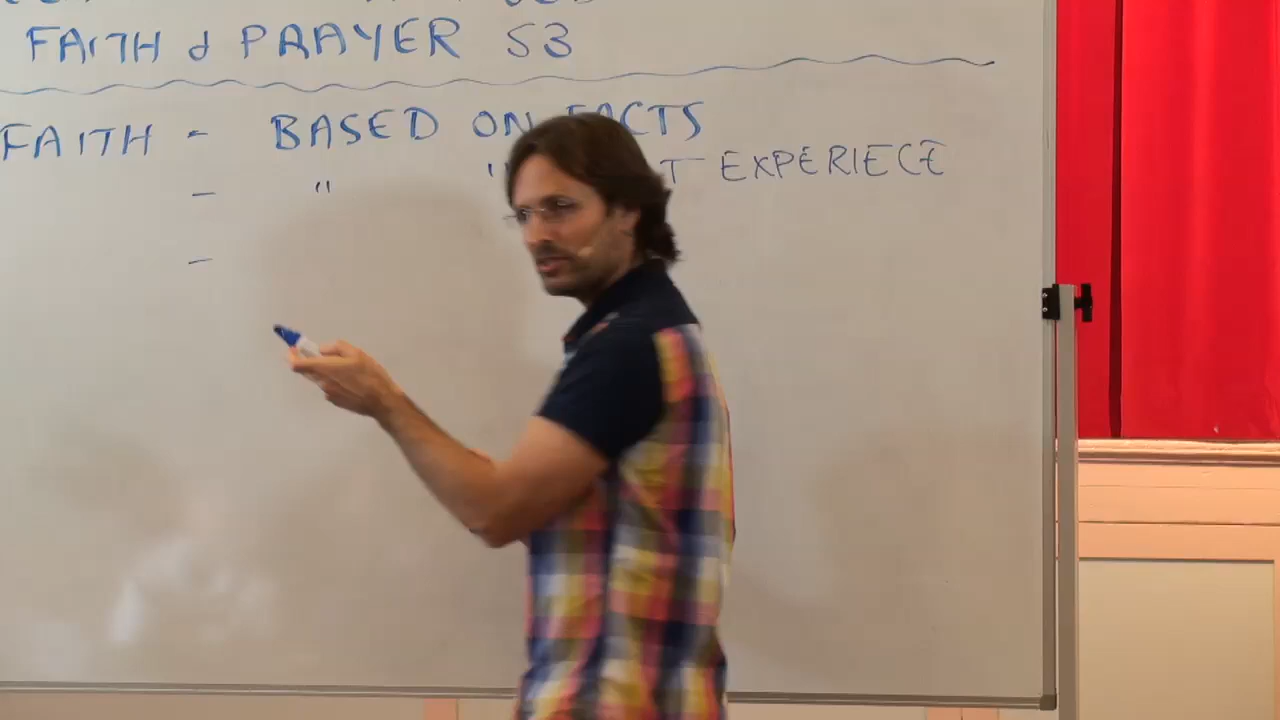 FAITH & PRAYER S3
FAITH - BASED ON FACTS
- " " EXPERIECE
-